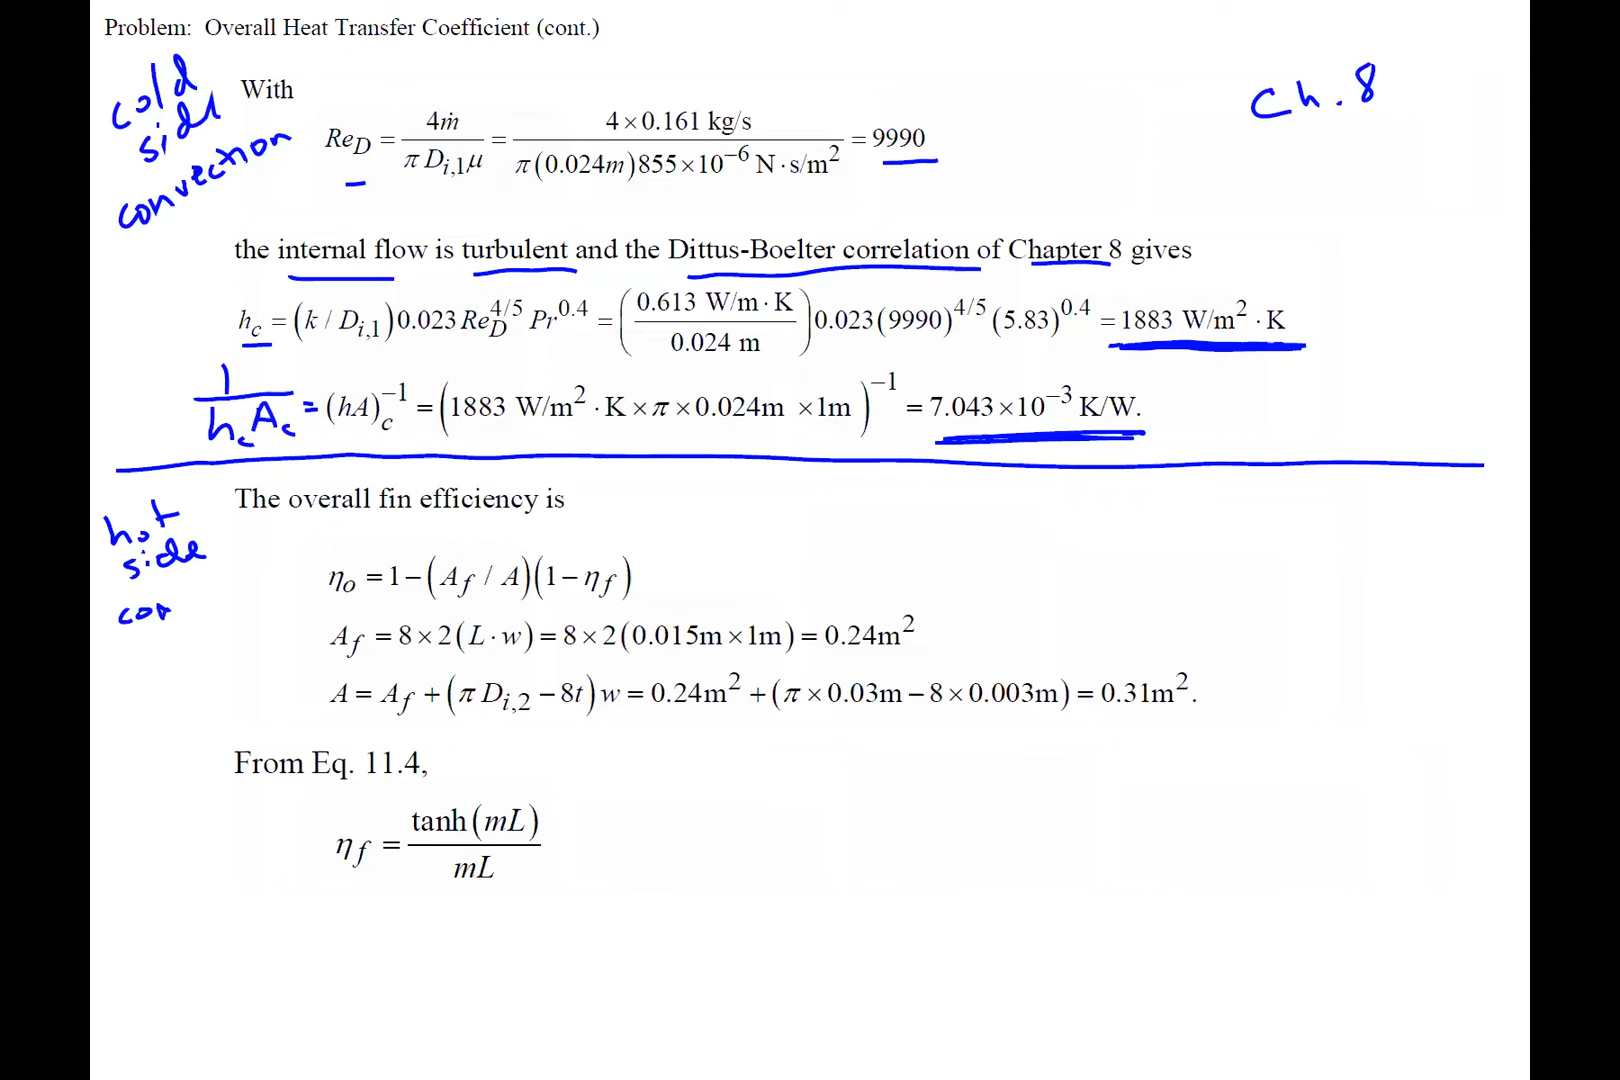 Problem: Overall Heat Transfer Coefficient (cont.)
cold
side
convection
With
Ch. 8
Re_D = 4ṁ / (π D_{i,1} μ) = 4×0.161 kg/s / (π(0.024m)855×10^{−6} N·s/m^2) = 9990
the internal flow is turbulent and the Dittus-Boelter correlation of Chapter 8 gives
h_c = (k / D_{i,1})0.023 Re_D^{4/5} Pr^{0.4} = (0.613 W/m·K / 0.024 m)0.023(9990)^{4/5}(5.83)^{0.4} = 1883 W/m^2·K
1 / (h_c A_c) = (hA)_c^{−1} = (1883 W/m^2·K×π×0.024m ×1m)^{−1} = 7.043×10^{−3} K/W.
hot
side
con
The overall fin efficiency is
η_o = 1−(A_f / A)(1−η_f)
A_f = 8×2(L·w) = 8×2(0.015m×1m) = 0.24m^2
A = A_f + (π D_{i,2} − 8t)w = 0.24m^2 + (π×0.03m−8×0.003m) = 0.31m^2.
From Eq. 11.4,
η_f = tanh(mL) / mL